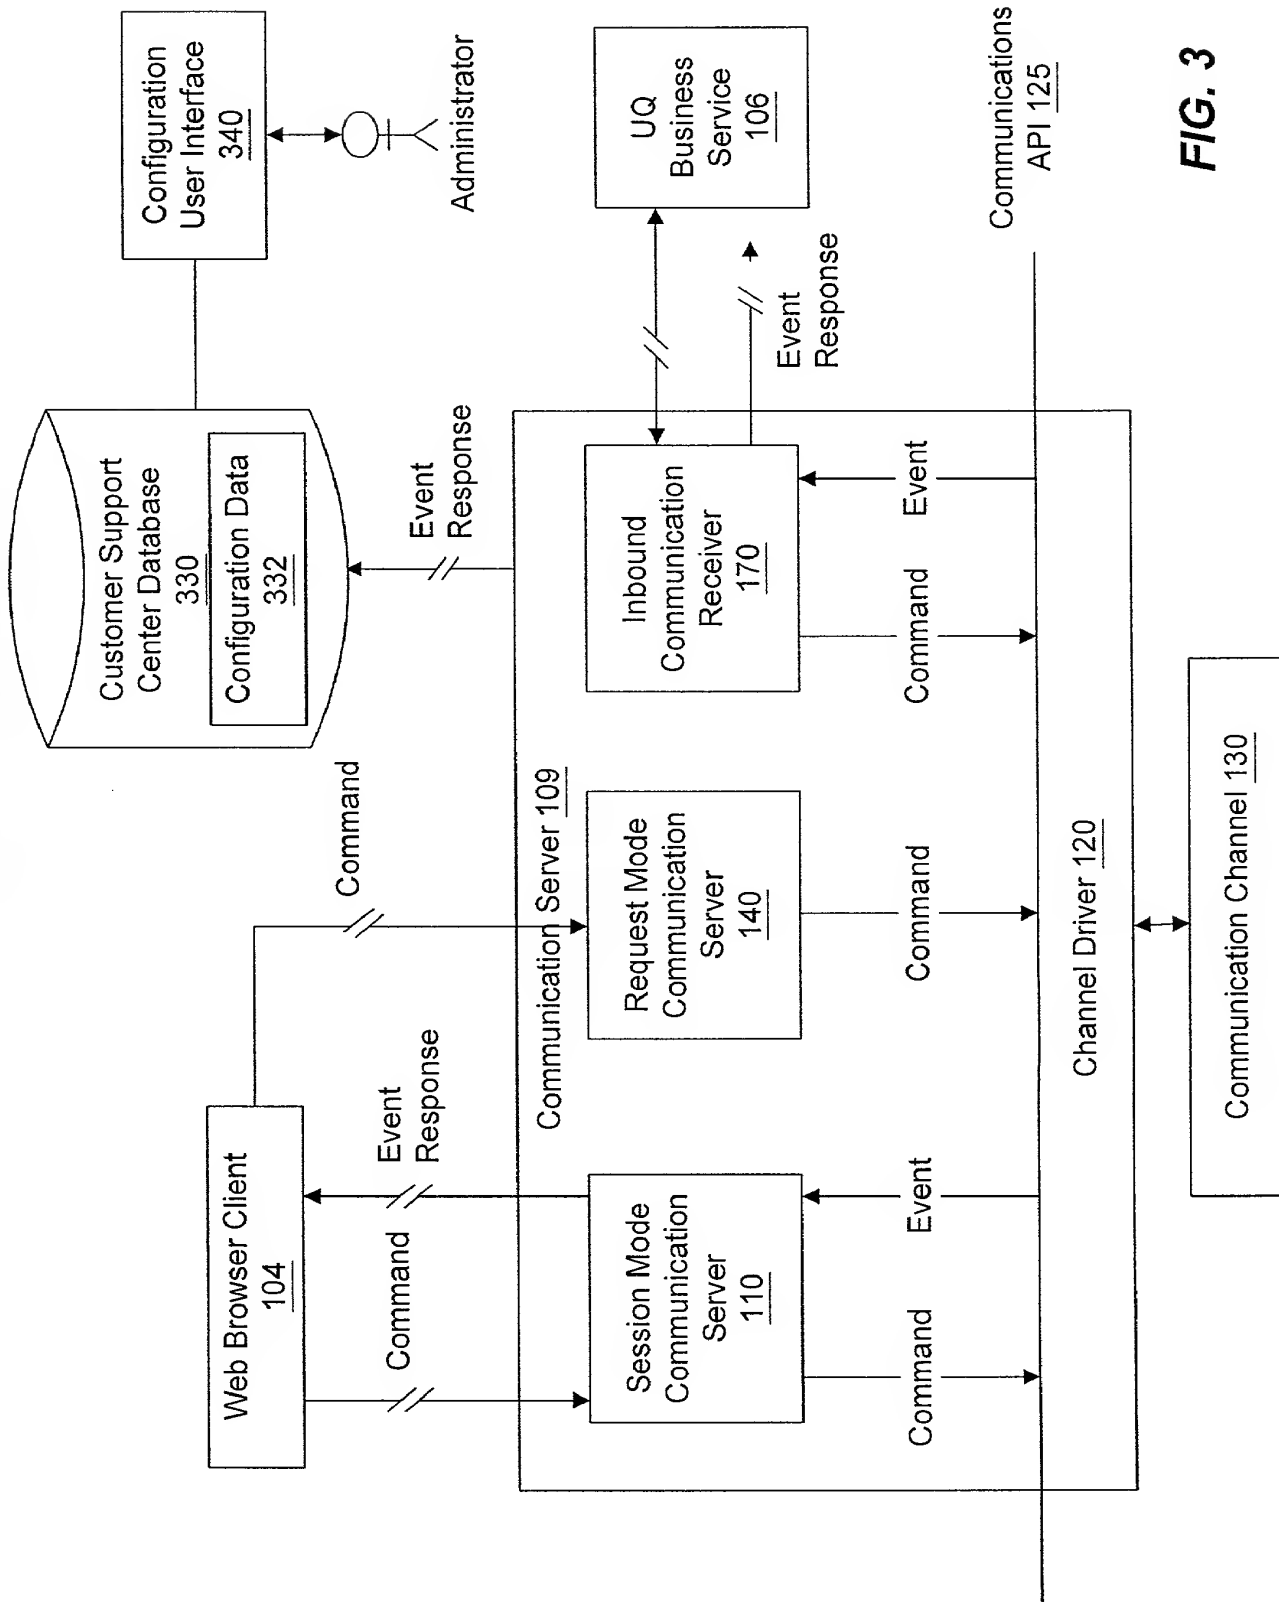 Web Browser Client
104
Customer Support
Center Database
330
Configuration Data
332
Configuration
User Interface
340
Administrator
Command
Event
Response
Command
Event
Response
Communication Server 109
Session Mode
Communication
Server
110
Request Mode
Communication
Server
140
Inbound
Communication
Receiver
170
UQ
Business
Service
106
Event
Response
Command
Event
Command
Command
Event
Communications
API 125
Channel Driver 120
Communication Channel 130
FIG. 3